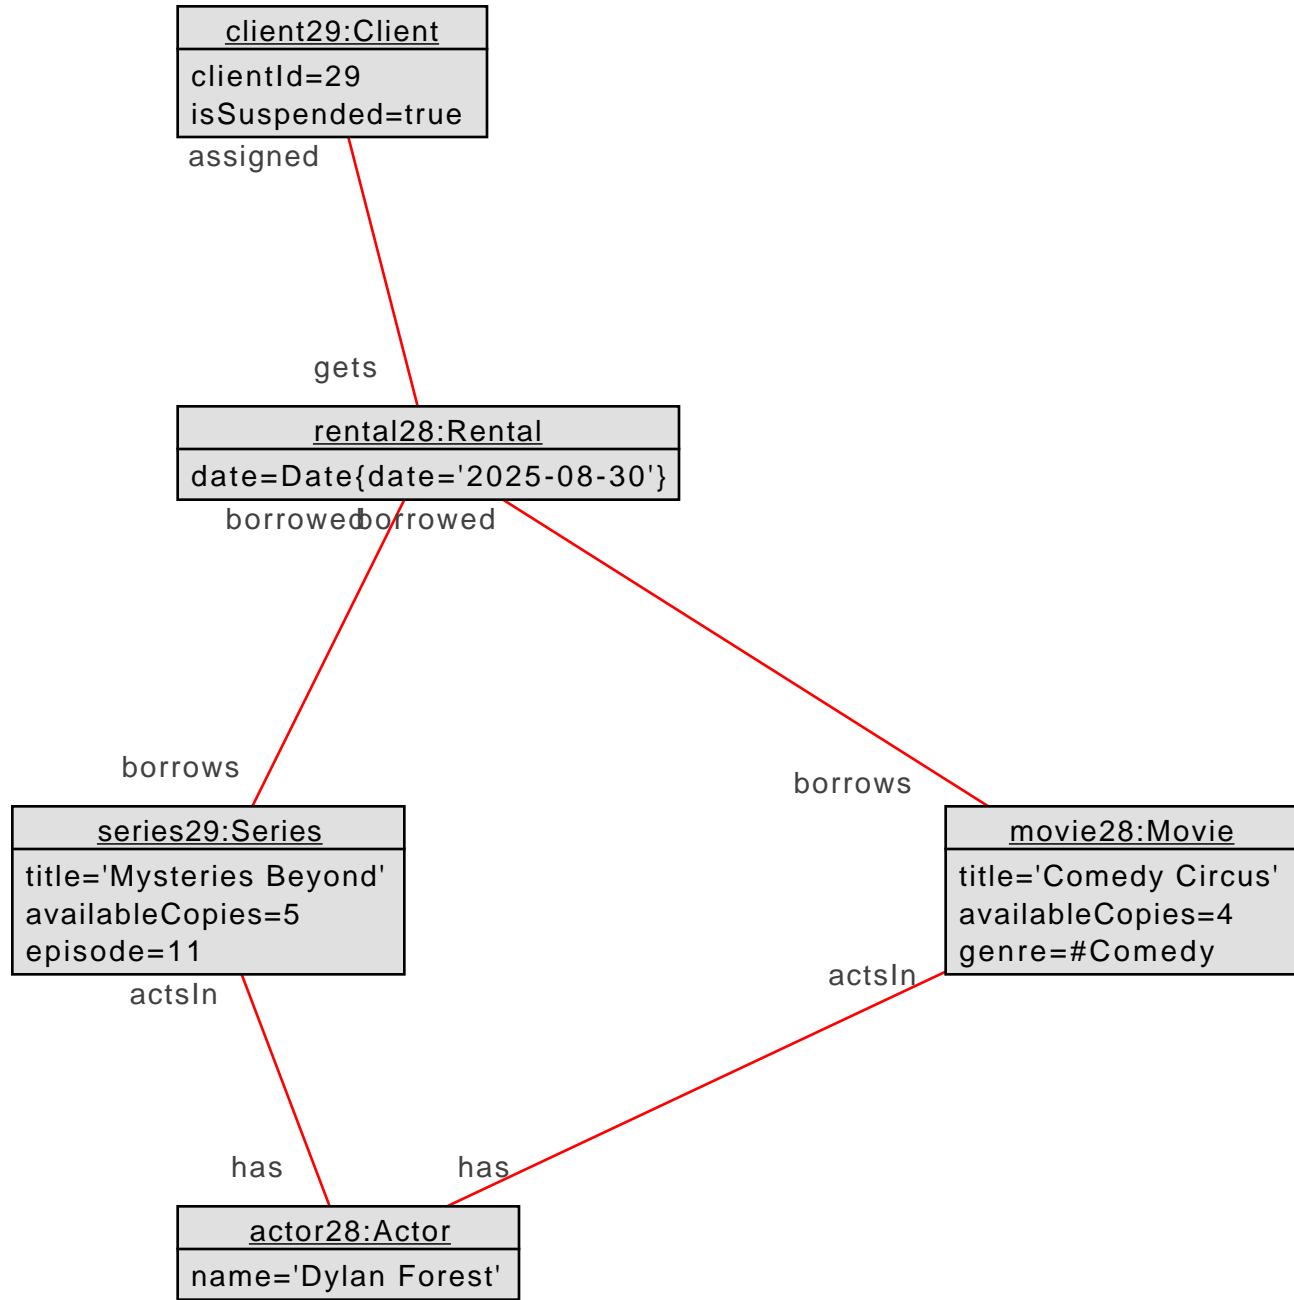 client29:Client
clientId=29
isSuspended=true
assigned
gets
rental28:Rental
date=Date{date='2025-08-30'}
borrowed borrowed
borrows
borrows
series29:Series
title='Mysteries Beyond'
availableCopies=5
episode=11
movie28:Movie
title='Comedy Circus'
availableCopies=4
genre=#Comedy
actsIn
actsIn
has
has
actor28:Actor
name='Dylan Forest'